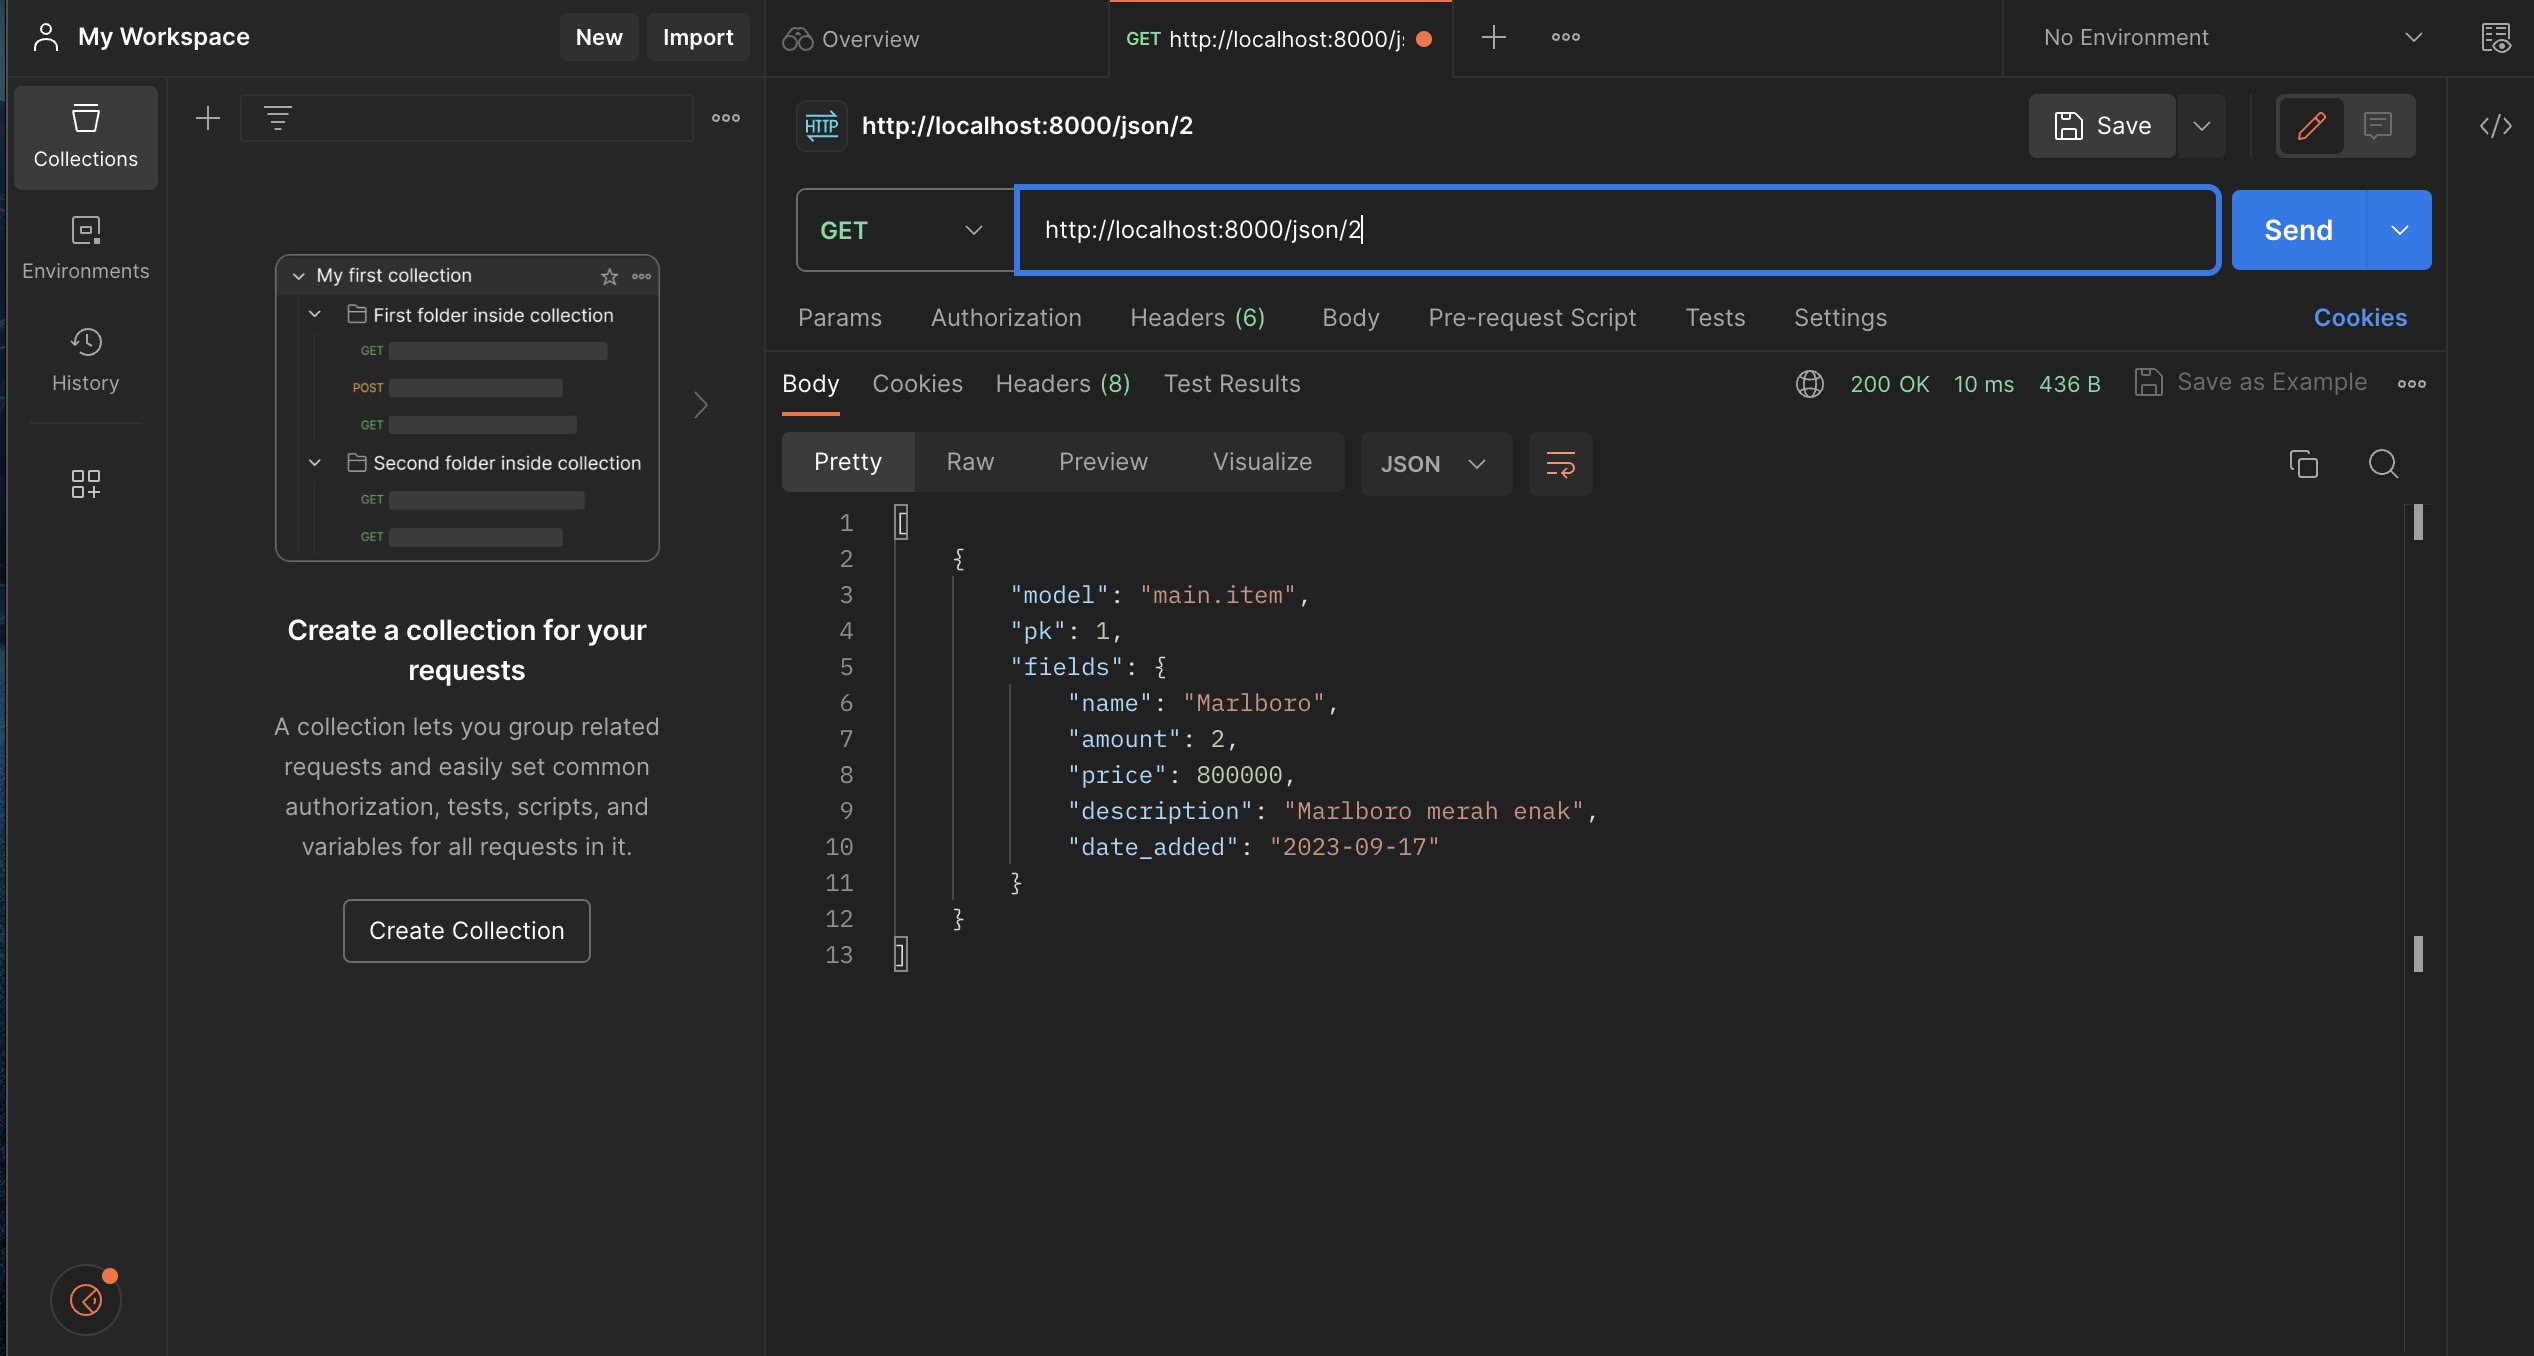 My Workspace
New
Import
Overview
GET http://localhost:8000/j
No Environment
Collections
Environments
History
My first collection
First folder inside collection
GET
POST
GET
Second folder inside collection
GET
GET
Create a collection for your
requests
A collection lets you group related
requests and easily set common
authorization, tests, scripts, and
variables for all requests in it.
Create Collection
HTTP http://localhost:8000/json/2
Save
GET
http://localhost:8000/json/2
Send
Params Authorization Headers (6) Body Pre-request Script Tests Settings Cookies
Body Cookies Headers (8) Test Results 200 OK 10 ms 436 B Save as Example
Pretty Raw Preview Visualize JSON
1 [
2 {
3 "model": "main.item",
4 "pk": 1,
5 "fields": {
6 "name": "Marlboro",
7 "amount": 2,
8 "price": 800000,
9 "description": "Marlboro merah enak",
10 "date_added": "2023-09-17"
11 }
12 }
13 ]